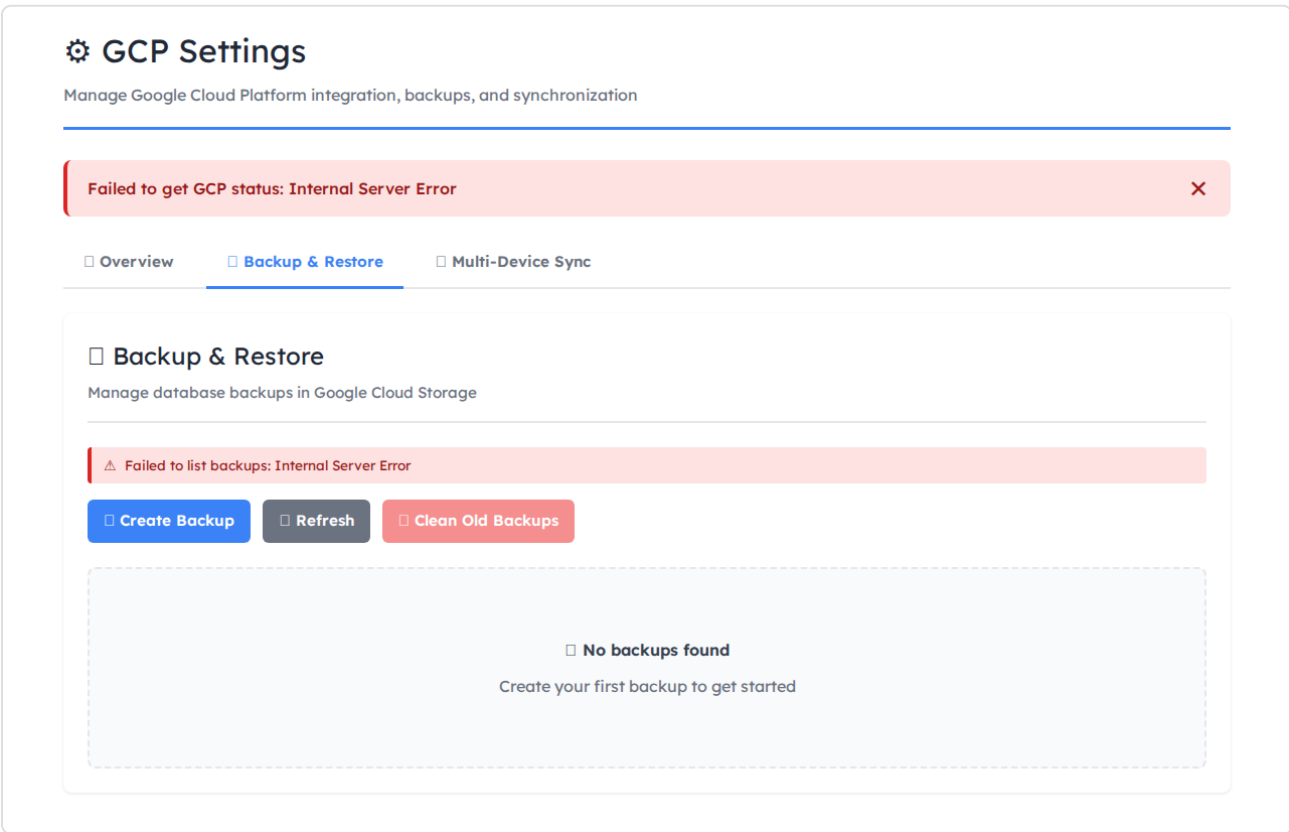 ⚙ GCP Settings
Manage Google Cloud Platform integration, backups, and synchronization
Failed to get GCP status: Internal Server Error ✕
Overview Backup & Restore Multi-Device Sync
Backup & Restore
Manage database backups in Google Cloud Storage
⚠ Failed to list backups: Internal Server Error
Create Backup Refresh Clean Old Backups
No backups found
Create your first backup to get started